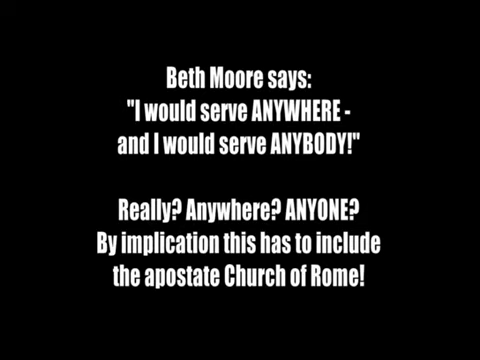 Beth Moore says:
"I would serve ANYWHERE -
and I would serve ANYBODY!"
Really? Anywhere? ANYONE?
By implication this has to include
the apostate Church of Rome!